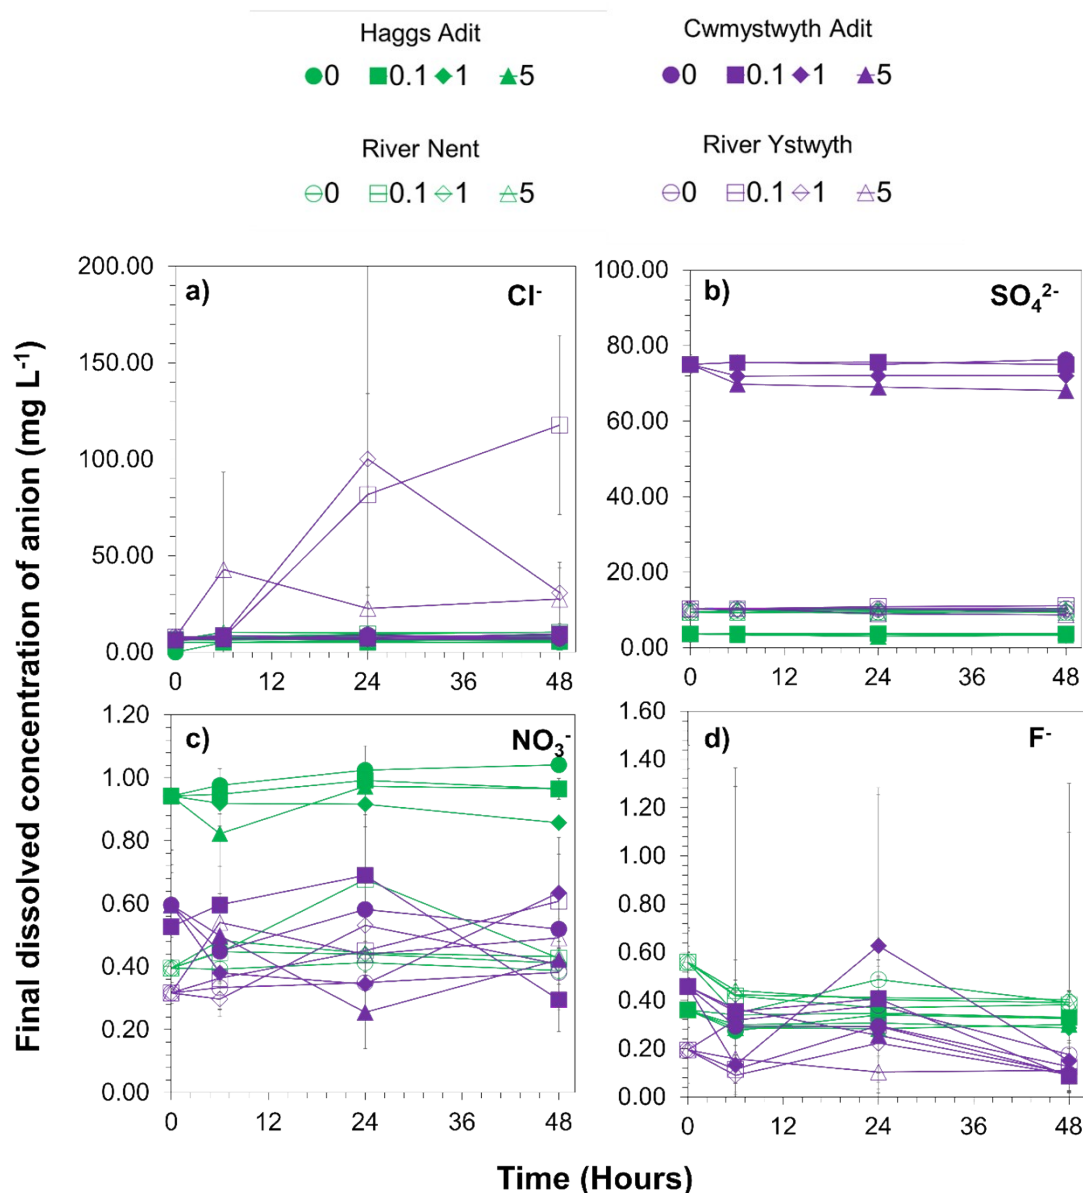 Haggs Adit
0 0.1 1 5
Cwmystwyth Adit
0 0.1 1 5
River Nent
0 0.1 1 5
River Ystwyth
0 0.1 1 5
Final dissolved concentration of anion (mg L-1)
a) Cl-
200.00
150.00
100.00
50.00
0.00
0 12 24 36 48
b) SO42-
100.00
80.00
60.00
40.00
20.00
0.00
0 12 24 36 48
c) NO3-
1.20
1.00
0.80
0.60
0.40
0.20
0.00
0 12 24 36 48
d) F-
1.60
1.40
1.20
1.00
0.80
0.60
0.40
0.20
0.00
0 12 24 36 48
Time (Hours)